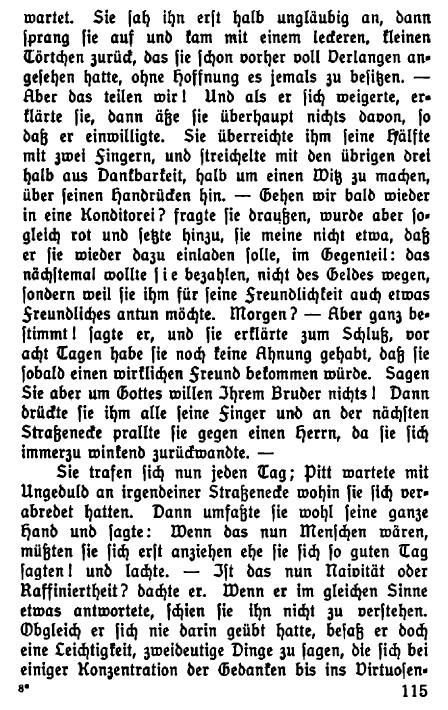 wartet. Sie sah ihn erst halb ungläubig an, dann
sprang sie auf und kam mit einem leckeren, kleinen
Törtchen zurück, das sie schon vorher voll Verlangen an-
gesehen hatte, ohne Hoffnung es jemals zu besitzen. —
Aber das teilen wir! Und als er sich weigerte, er-
klärte sie, dann äße sie überhaupt nichts davon, so
daß er einwilligte. Sie überreichte ihm seine Hälfte
mit zwei Fingern, und streichelte mit den übrigen drei
halb aus Dankbarkeit, halb um einen Witz zu machen,
über seinen Handrücken hin. — Gehen wir bald wieder
in eine Konditorei? fragte sie draußen, wurde aber so-
gleich rot und setzte hinzu, sie meine nicht etwa, daß
er sie wieder dazu einladen solle, im Gegenteil: das
nächstemal wollte sie bezahlen, nicht des Geldes wegen,
sondern weil sie ihm für seine Freundlichkeit auch etwas
Freundliches antun möchte. Morgen? — Aber ganz be-
stimmt! sagte er, und sie erklärte zum Schluß, vor
acht Tagen habe sie noch keine Ahnung gehabt, daß sie
sobald einen wirklichen Freund bekommen würde. Sagen
Sie aber um Gottes willen Ihrem Bruder nichts! Dann
drückte sie ihm alle seine Finger und an der nächsten
Straßenecke prallte sie gegen einen Herrn, da sie sich
immerzu winkend zurückwandte. —
Sie trafen sich nun jeden Tag; Pitt wartete mit
Ungeduld an irgendeiner Straßenecke wohin sie sich ver-
abredet hatten. Dann umfaßte sie wohl seine ganze
Hand und sagte: Wenn das nun Menschen wären,
müßten sie sich erst anziehen ehe sie sich so guten Tag
sagten! und lachte. — Ist das nun Naivität oder
Raffiniertheit? dachte er. Wenn er im gleichen Sinne
etwas antwortete, schien sie ihn nicht zu verstehen.
Obgleich er sich nie darin geübt hatte, besaß er doch
eine Leichtigkeit, zweideutige Dinge zu sagen, die sich bei
einiger Konzentration der Gedanken bis ins Virtuosen-
8* 115